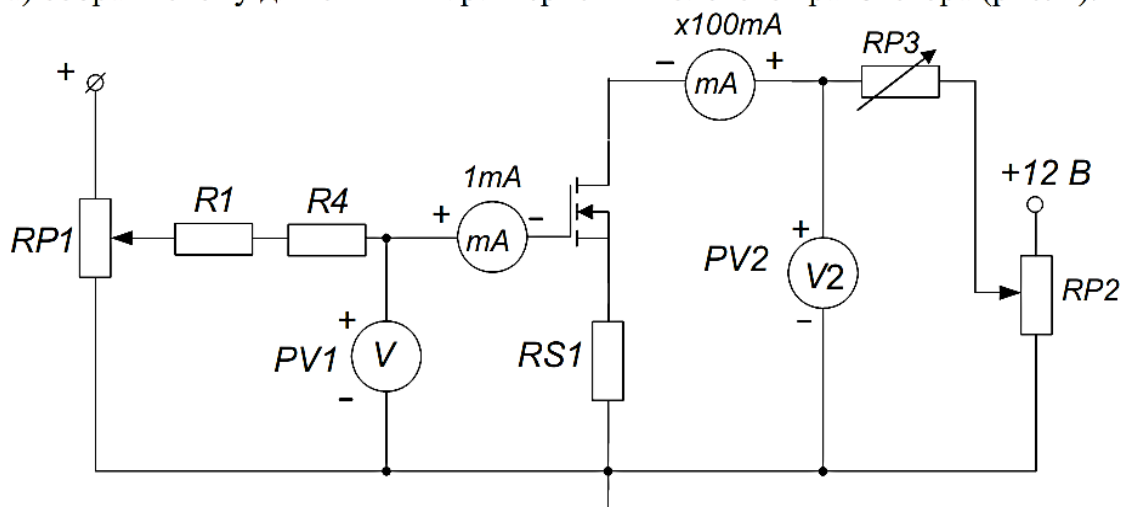 x100mA
RP3
+
−
+
mA
+12 В
1mA
R1
R4
+
−
RP1
mA
PV2
+
V2
−
RP2
+
PV1
V
−
RS1